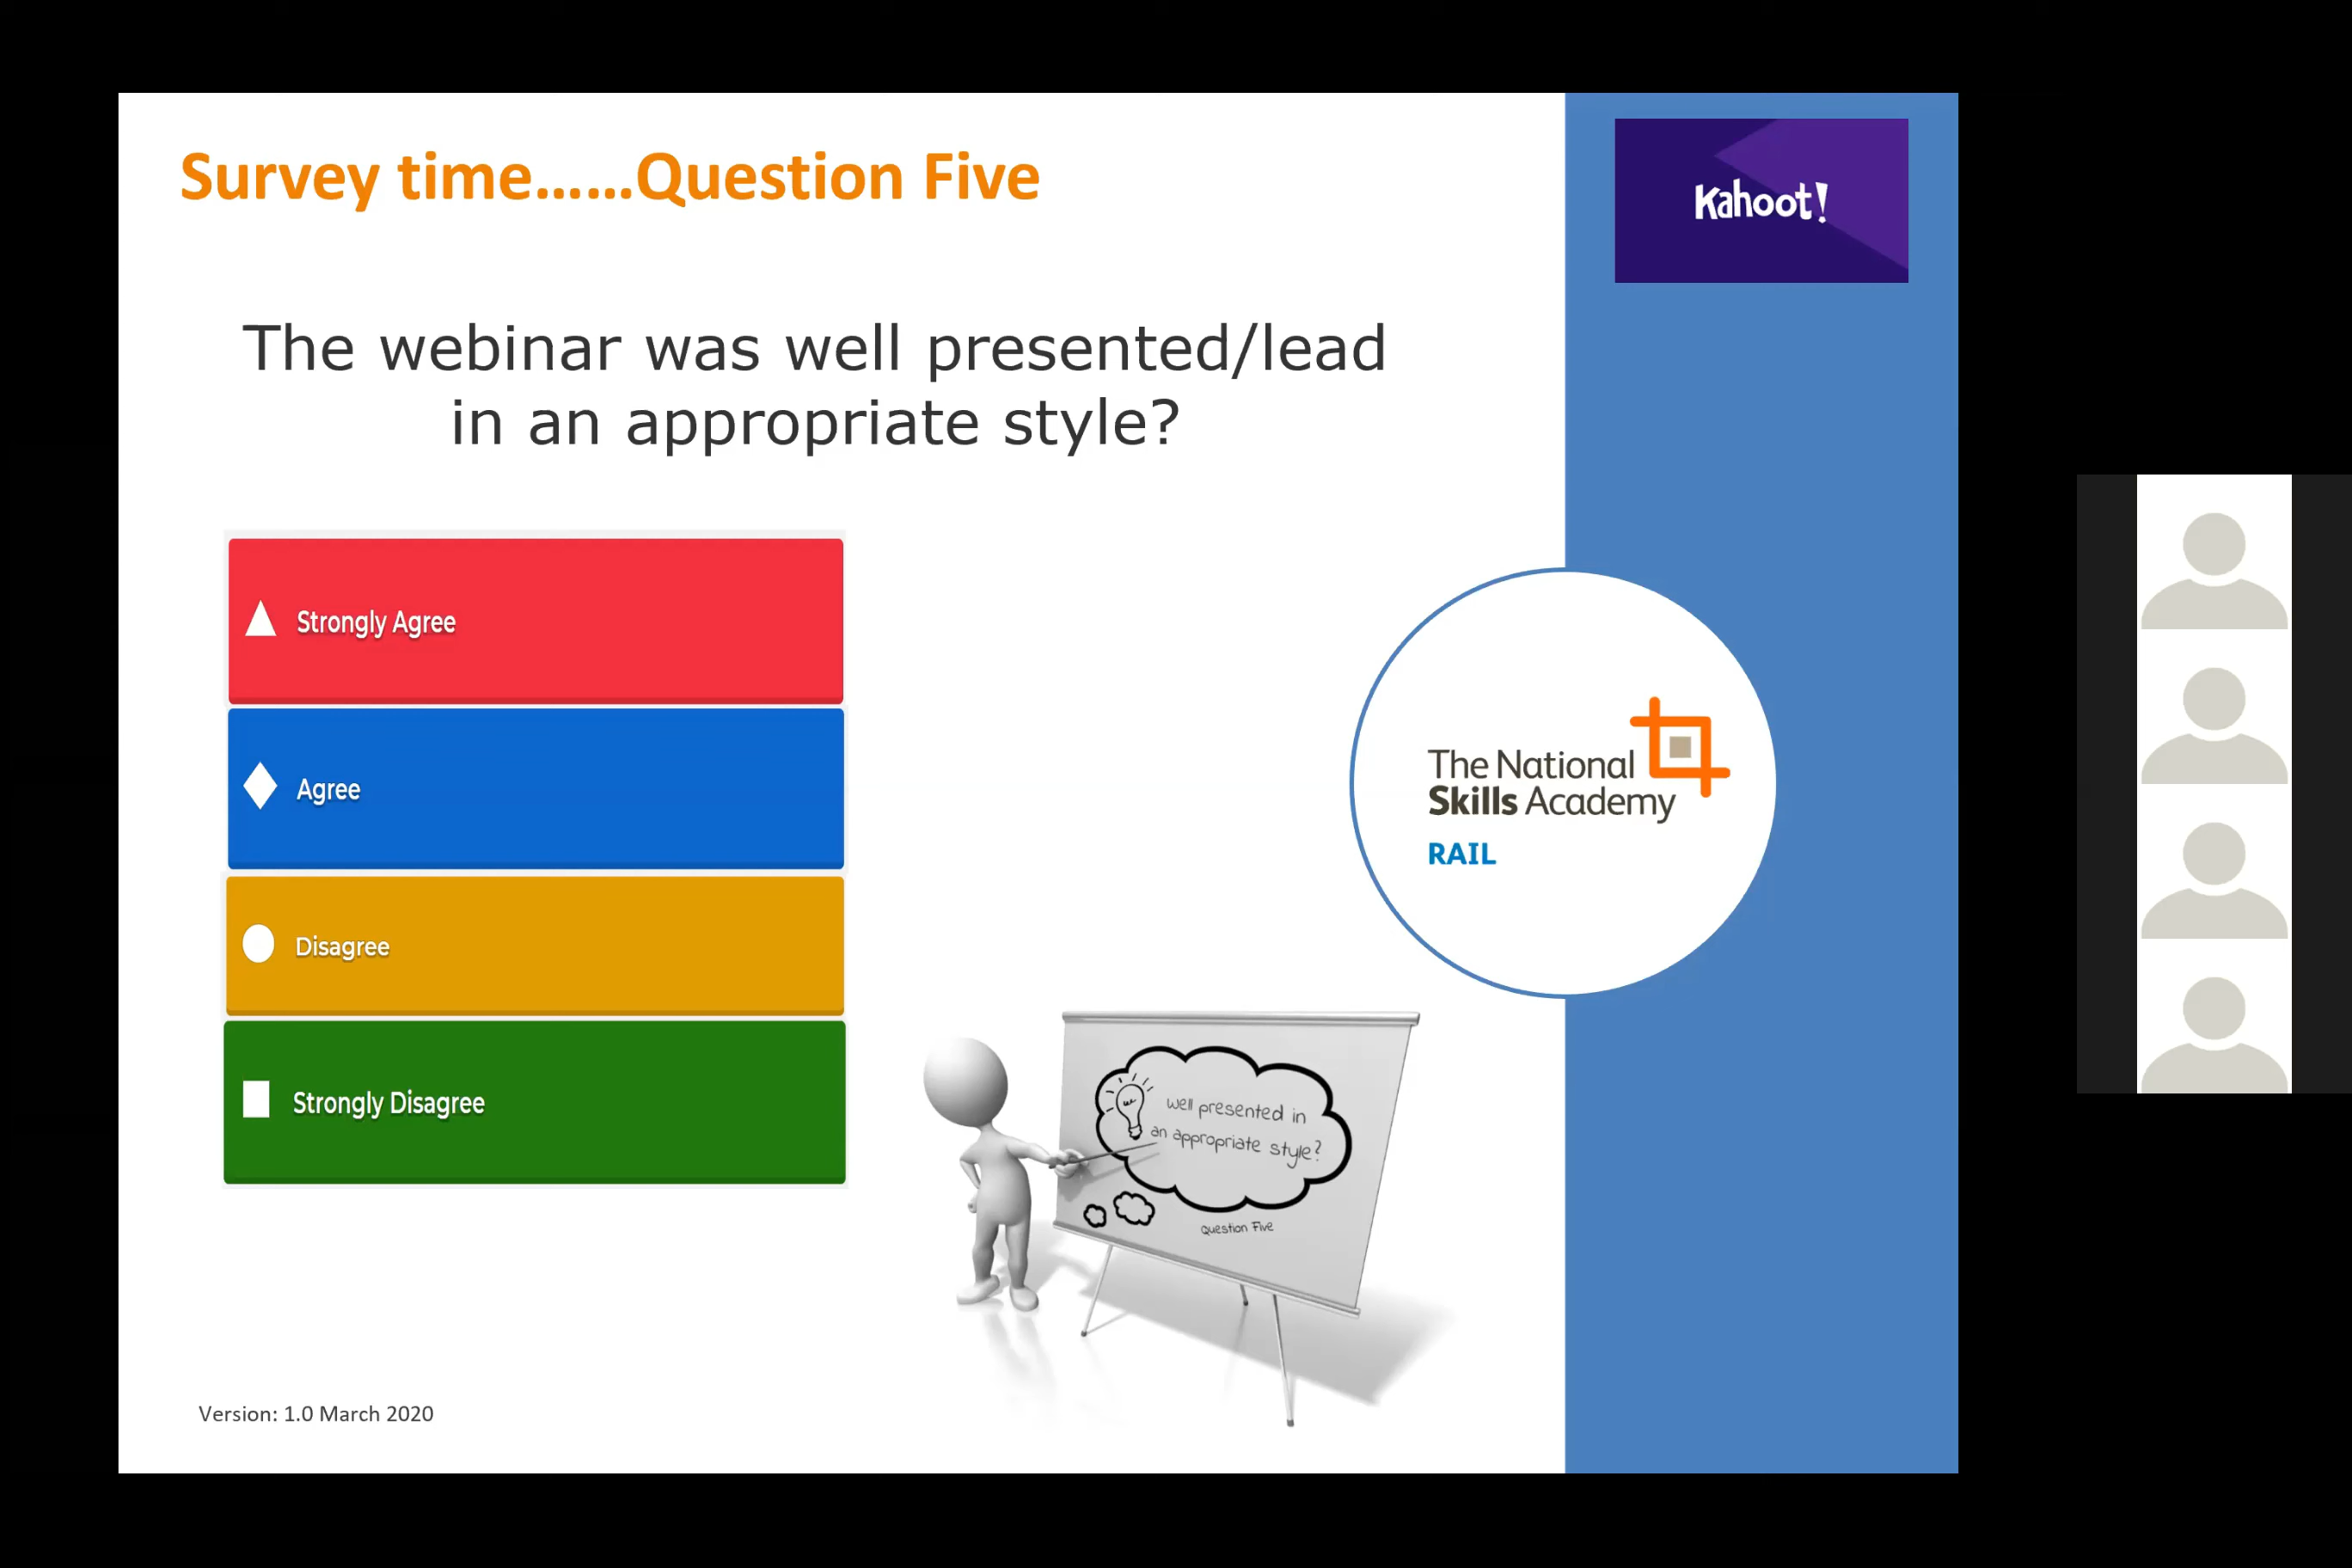 Survey time......Question Five
Kahoot!
The webinar was well presented/lead
in an appropriate style?
Strongly Agree
Agree
Disagree
Strongly Disagree
The National
Skills Academy
RAIL
well presented in
an appropriate style?
Question Five
Version: 1.0 March 2020